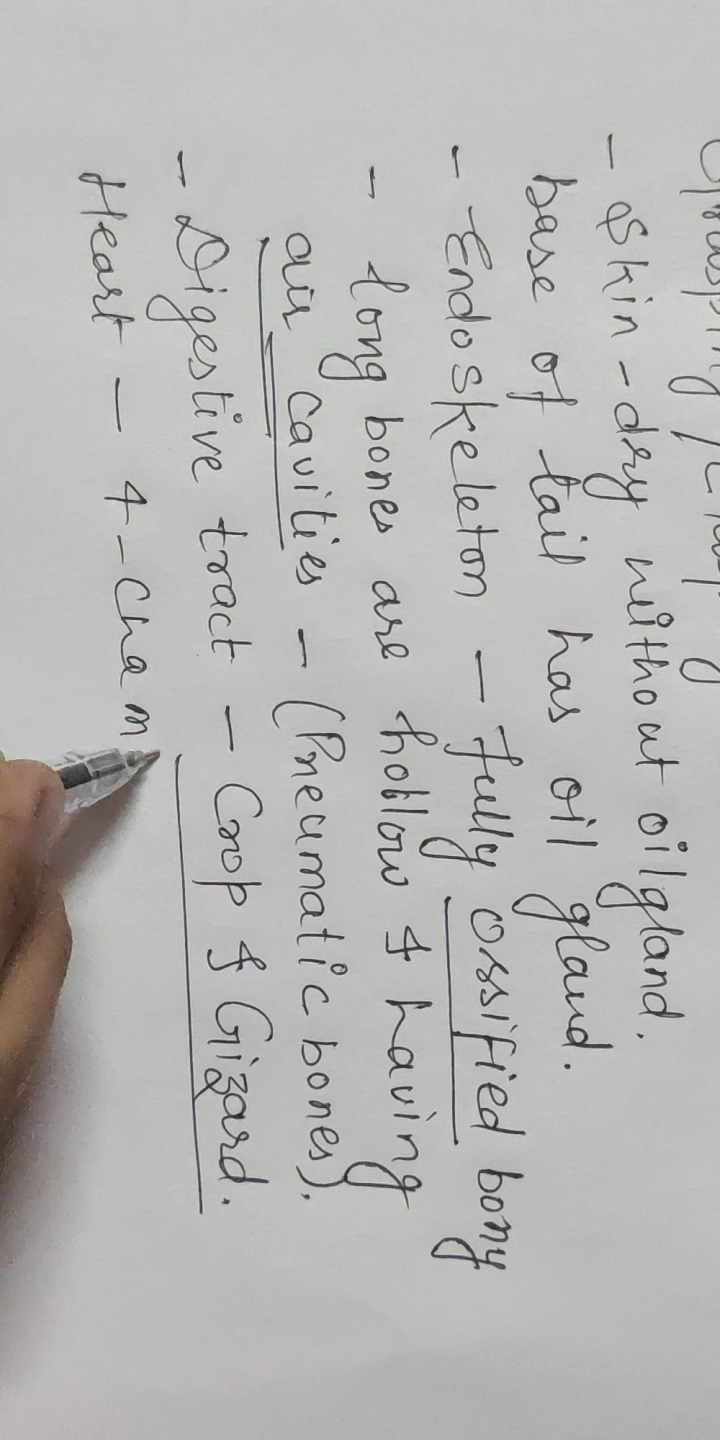 - Skin - dry without oil gland.
base of tail has oil gland.
- Endoskeleton - fully ossified bony
- long bones are hollow & having
air cavities - (Pneumatic bones).
- Digestive tract - Crop & Gizard.
Heart - 4 - Cham